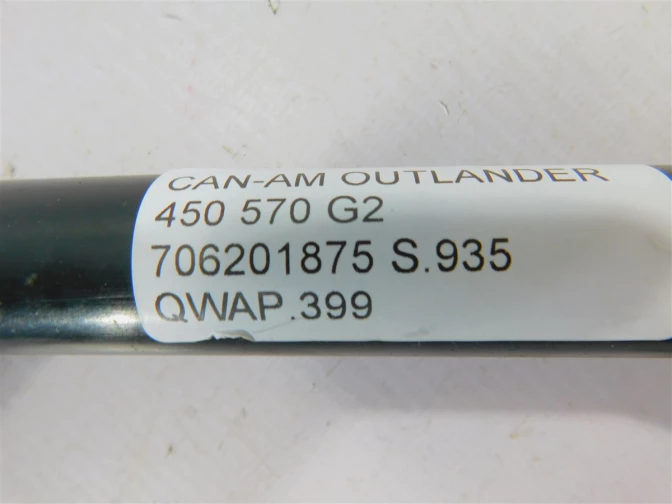 CAN-AM OUTLANDER
450 570 G2
706201875 S.935
QWAP.399